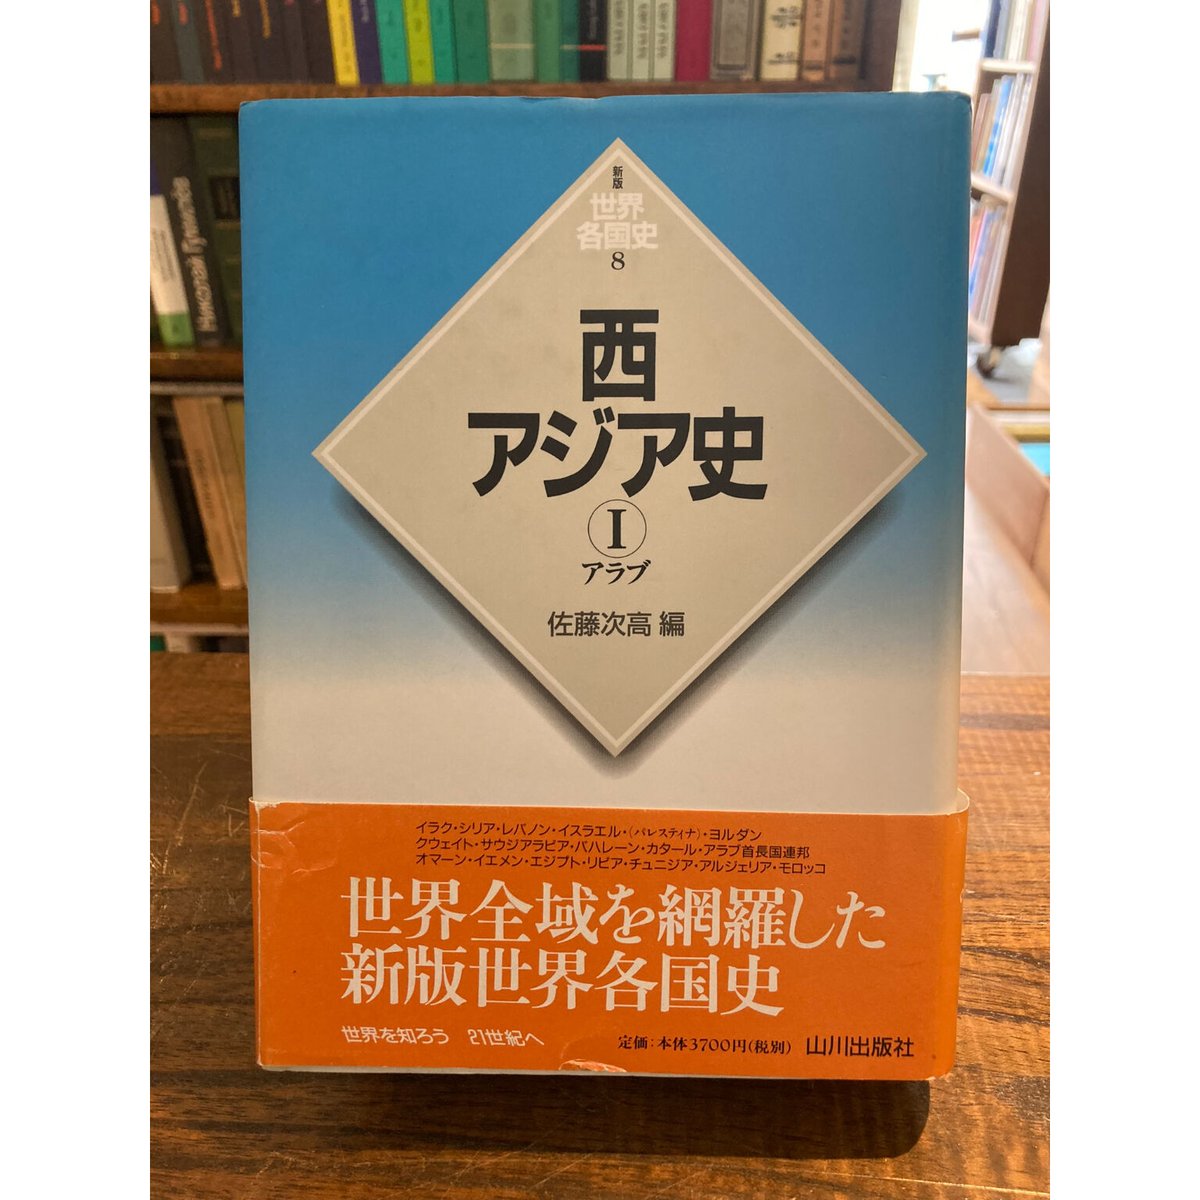 新版
世界
各国史
8
西
アジア史
I
アラブ
佐藤次高 編
イラク・シリア・レバノン・イスラエル・(パレスティナ)・ヨルダン
クウェイト・サウジアラビア・バハレーン・カタール・アラブ首長国連邦
オマーン・イエメン・エジプト・リビア・チュニジア・アルジェリア・モロッコ
世界全域を網羅した
新版世界各国史
世界を知ろう 21世紀へ
定価:本体3700円(税別) 山川出版社